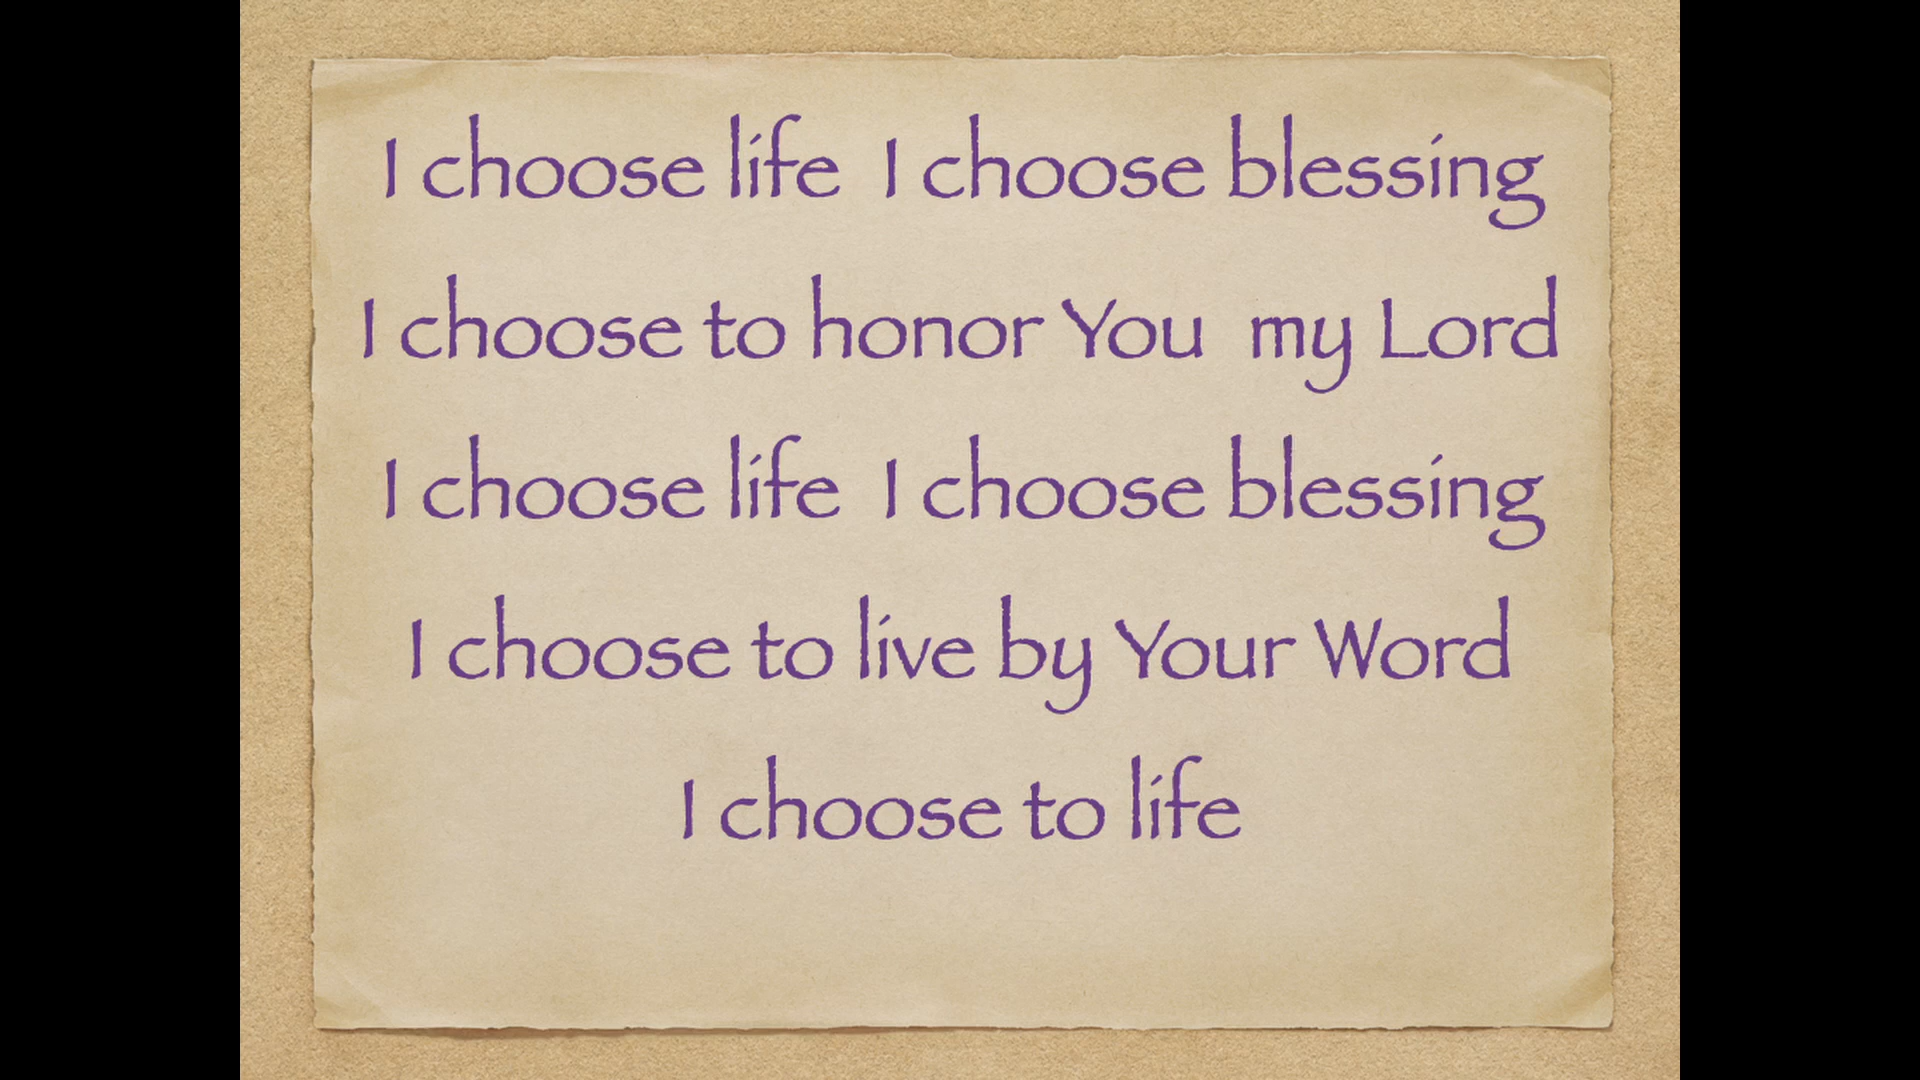 I choose life  I choose blessing
I choose to honor You  my Lord
I choose life  I choose blessing
I choose to live by Your Word
I choose to life